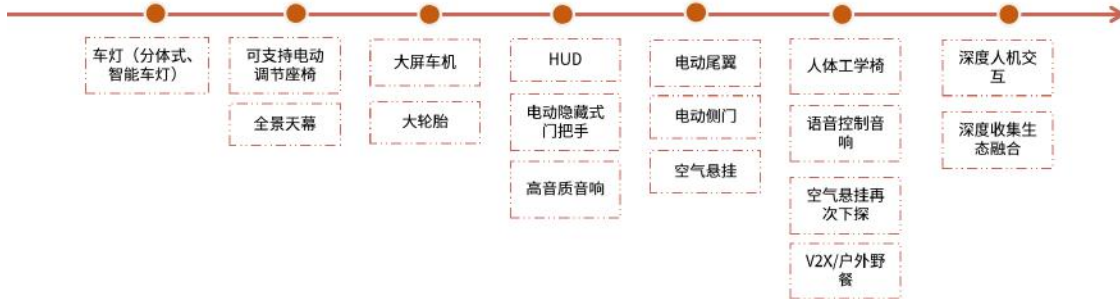 车灯（分体式、
智能车灯）
可支持电动
调节座椅
全景天幕
大屏车机
大轮胎
HUD
电动隐藏式
门把手
高音质音响
电动尾翼
电动侧门
空气悬挂
人体工学椅
语音控制音
响
空气悬挂再
次下探
V2X/户外野
餐
深度人机交
互
深度收集生
态融合